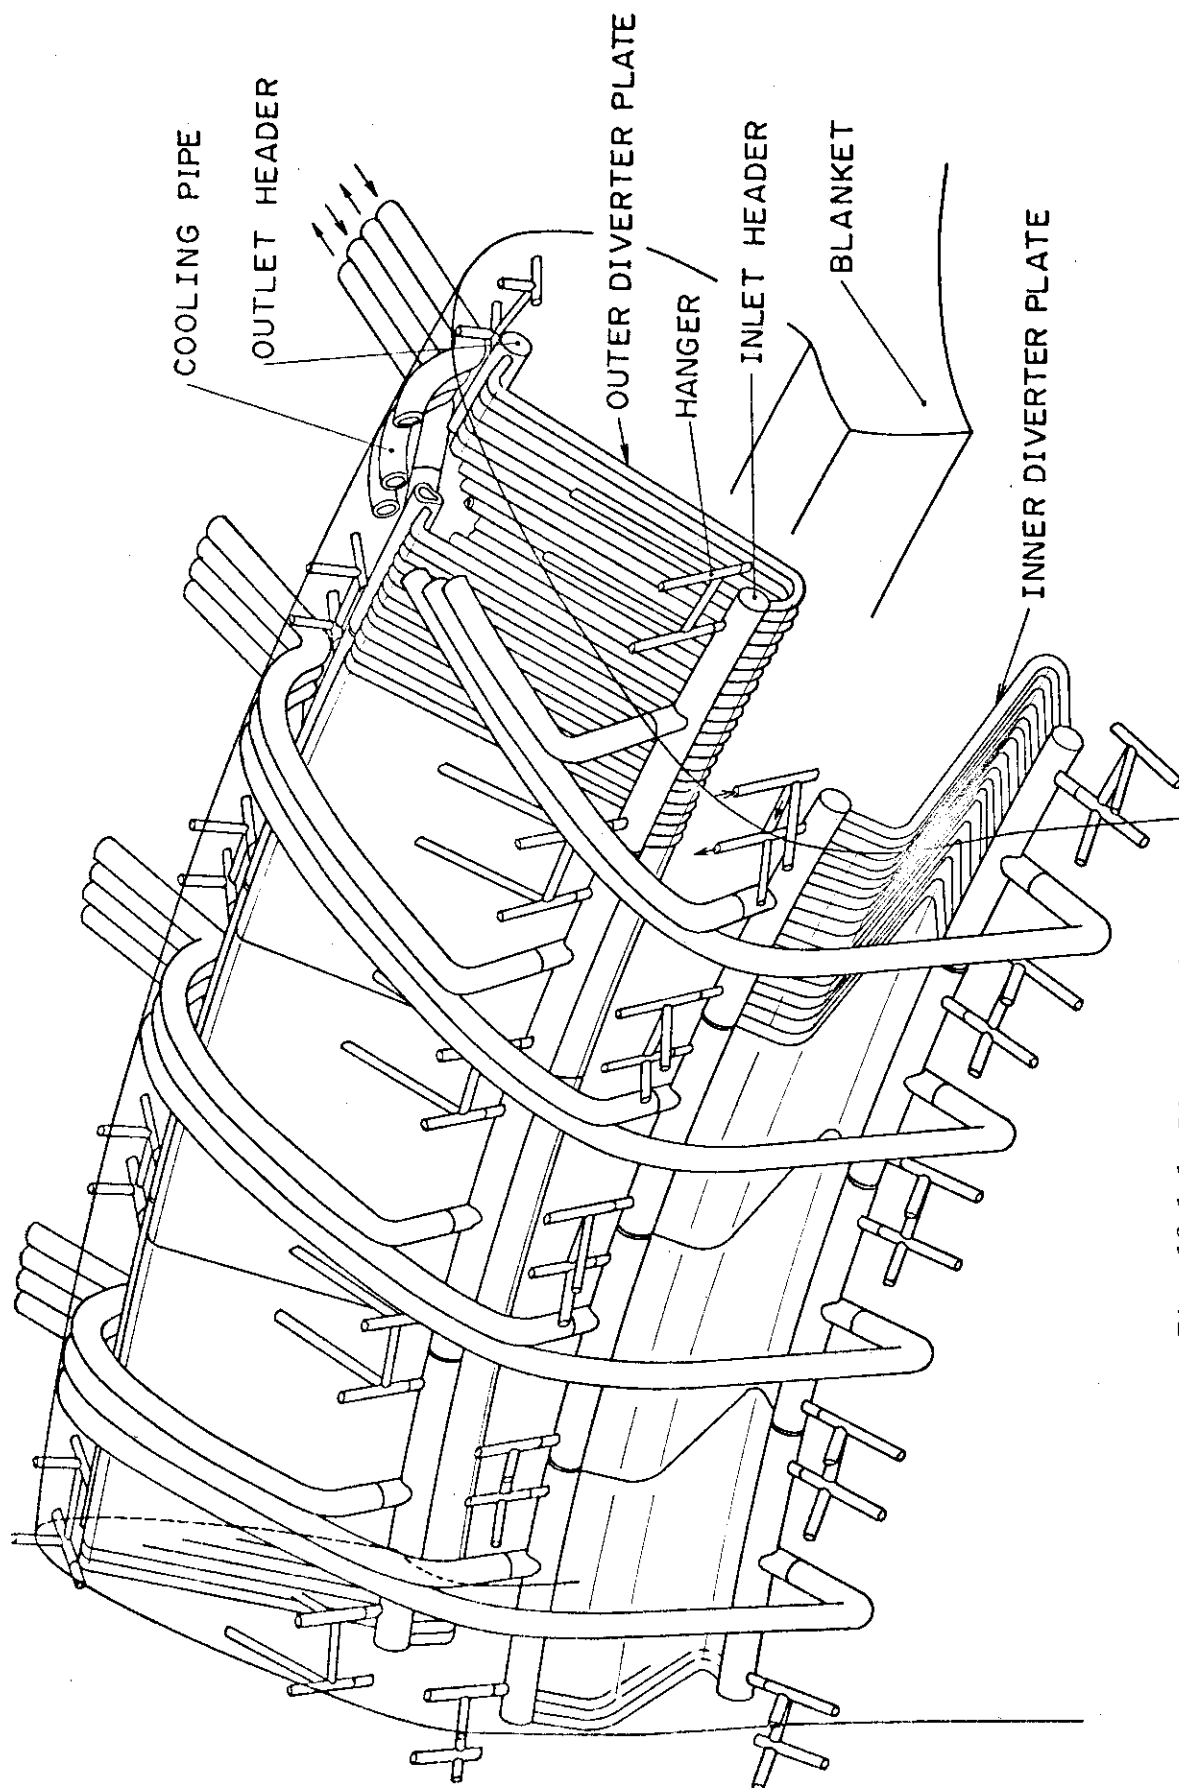 COOLING PIPE
OUTLET HEADER
OUTER DIVERTER PLATE
HANGER
INLET HEADER
BLANKET
INNER DIVERTER PLATE